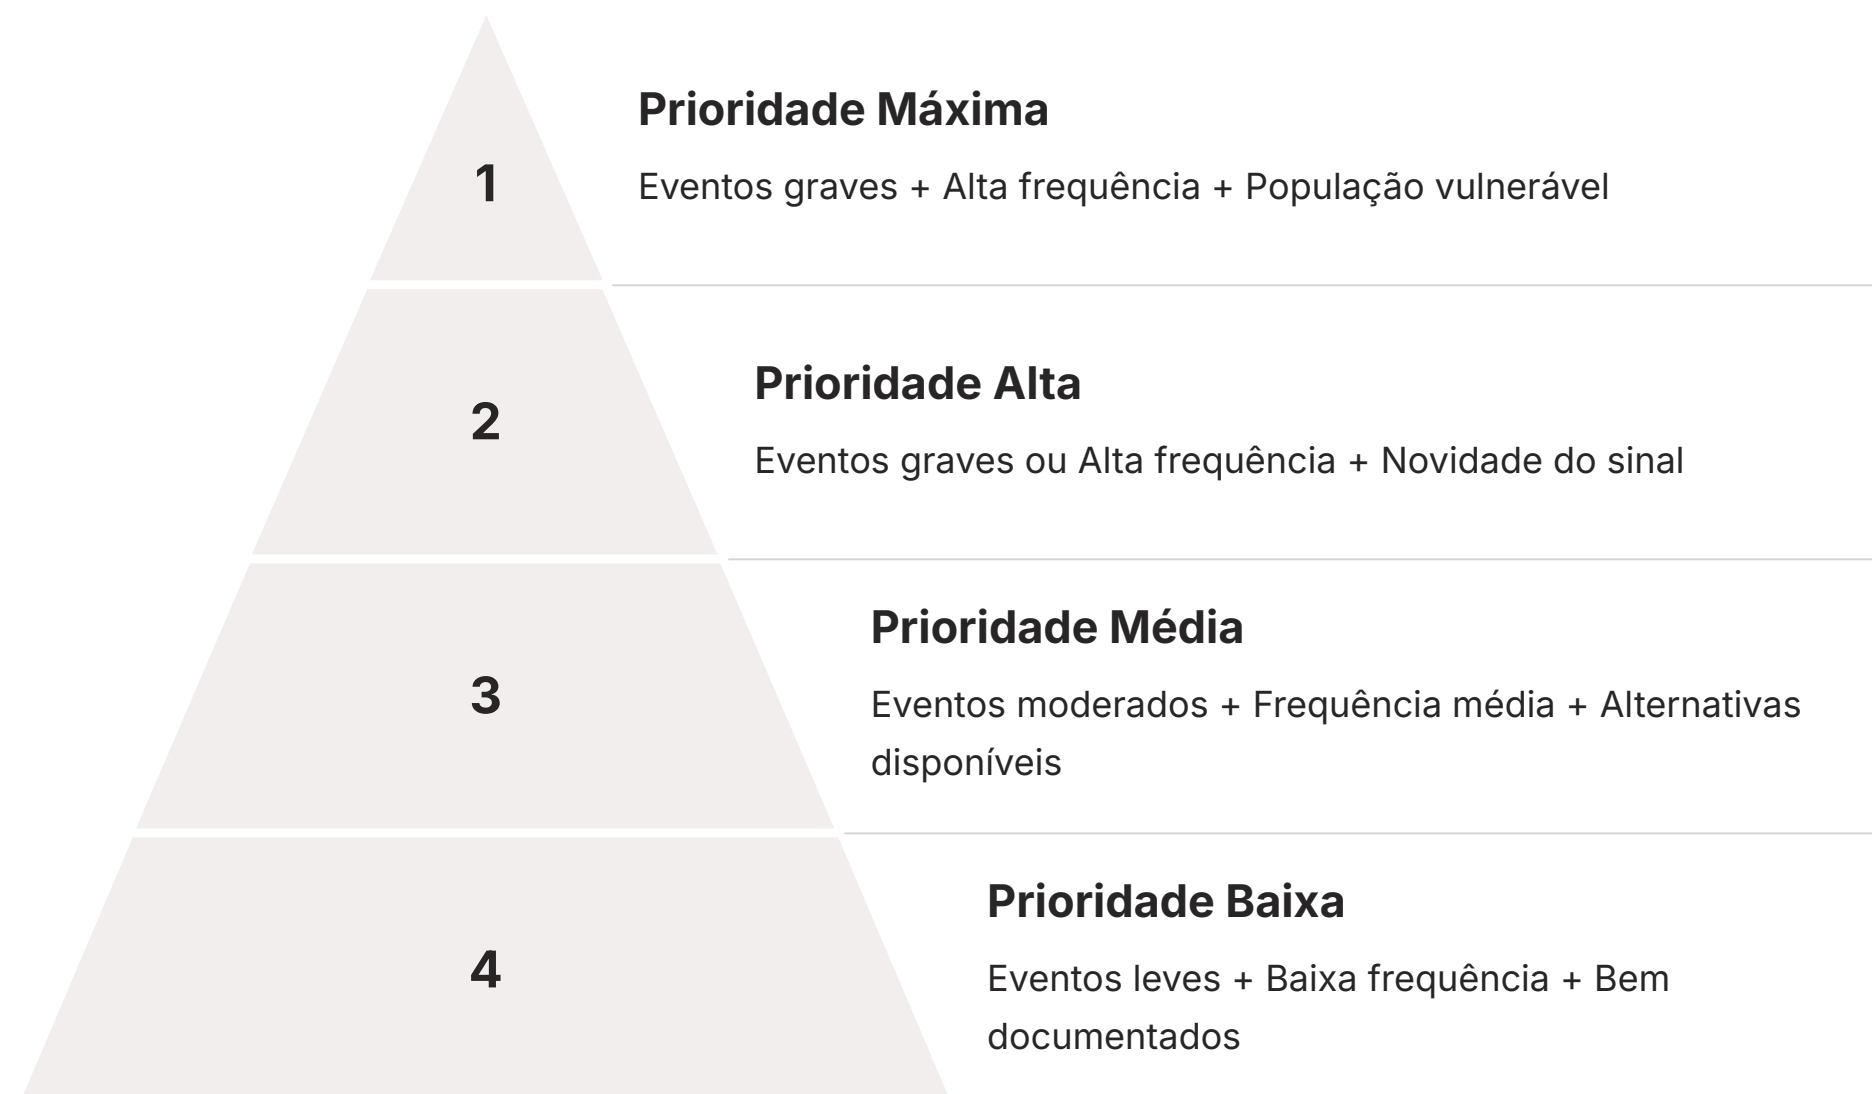 1
Prioridade Máxima
Eventos graves + Alta frequência + População vulnerável
2
Prioridade Alta
Eventos graves ou Alta frequência + Novidade do sinal
3
Prioridade Média
Eventos moderados + Frequência média + Alternativas
disponíveis
4
Prioridade Baixa
Eventos leves + Baixa frequência + Bem
documentados